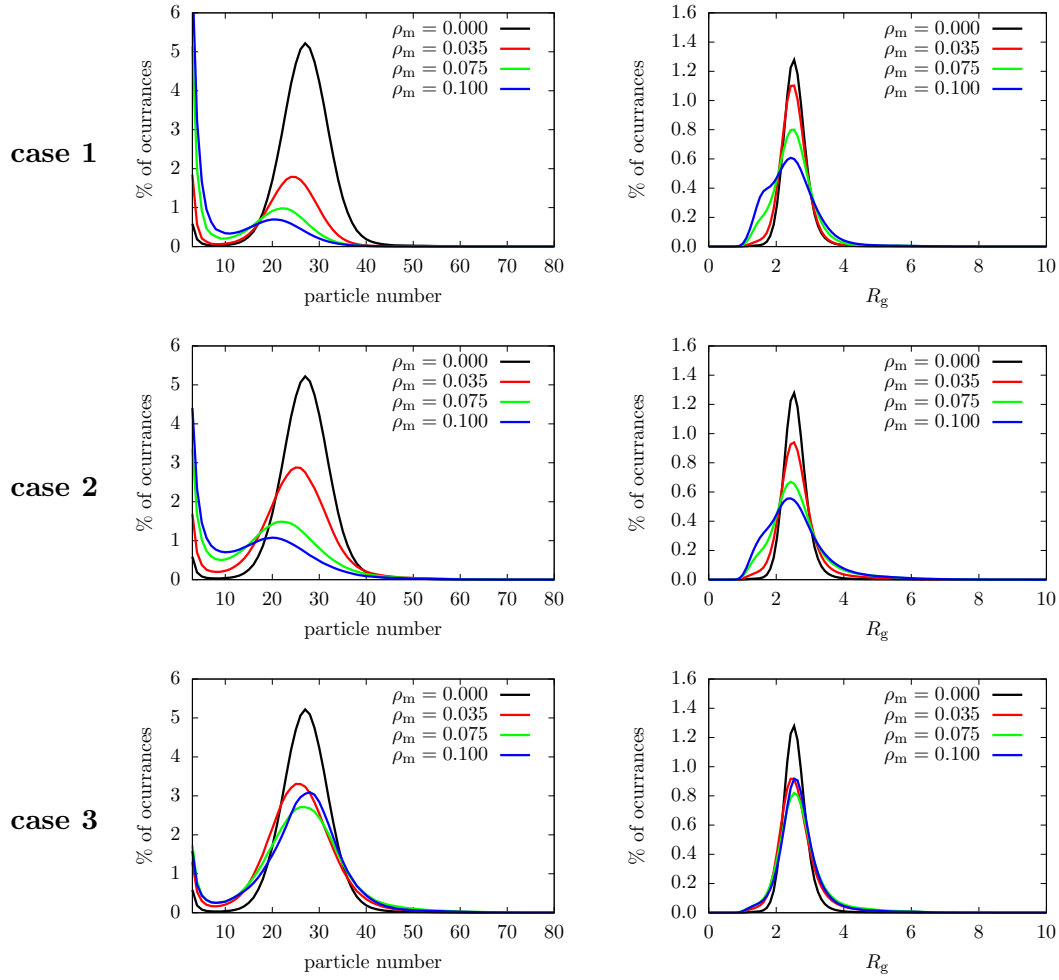 case 1
% of ocurrances
6
5
4
3
2
1
0
10 20 30 40 50 60 70 80
particle number
ρm = 0.000
ρm = 0.035
ρm = 0.075
ρm = 0.100
% of ocurrances
1.6
1.4
1.2
1.0
0.8
0.6
0.4
0.2
0.0
0 2 4 6 8 10
Rg
ρm = 0.000
ρm = 0.035
ρm = 0.075
ρm = 0.100
case 2
% of ocurrances
6
5
4
3
2
1
0
10 20 30 40 50 60 70 80
particle number
ρm = 0.000
ρm = 0.035
ρm = 0.075
ρm = 0.100
% of ocurrances
1.6
1.4
1.2
1.0
0.8
0.6
0.4
0.2
0.0
0 2 4 6 8 10
Rg
ρm = 0.000
ρm = 0.035
ρm = 0.075
ρm = 0.100
case 3
% of ocurrances
6
5
4
3
2
1
0
10 20 30 40 50 60 70 80
particle number
ρm = 0.000
ρm = 0.035
ρm = 0.075
ρm = 0.100
% of ocurrances
1.6
1.4
1.2
1.0
0.8
0.6
0.4
0.2
0.0
0 2 4 6 8 10
Rg
ρm = 0.000
ρm = 0.035
ρm = 0.075
ρm = 0.100